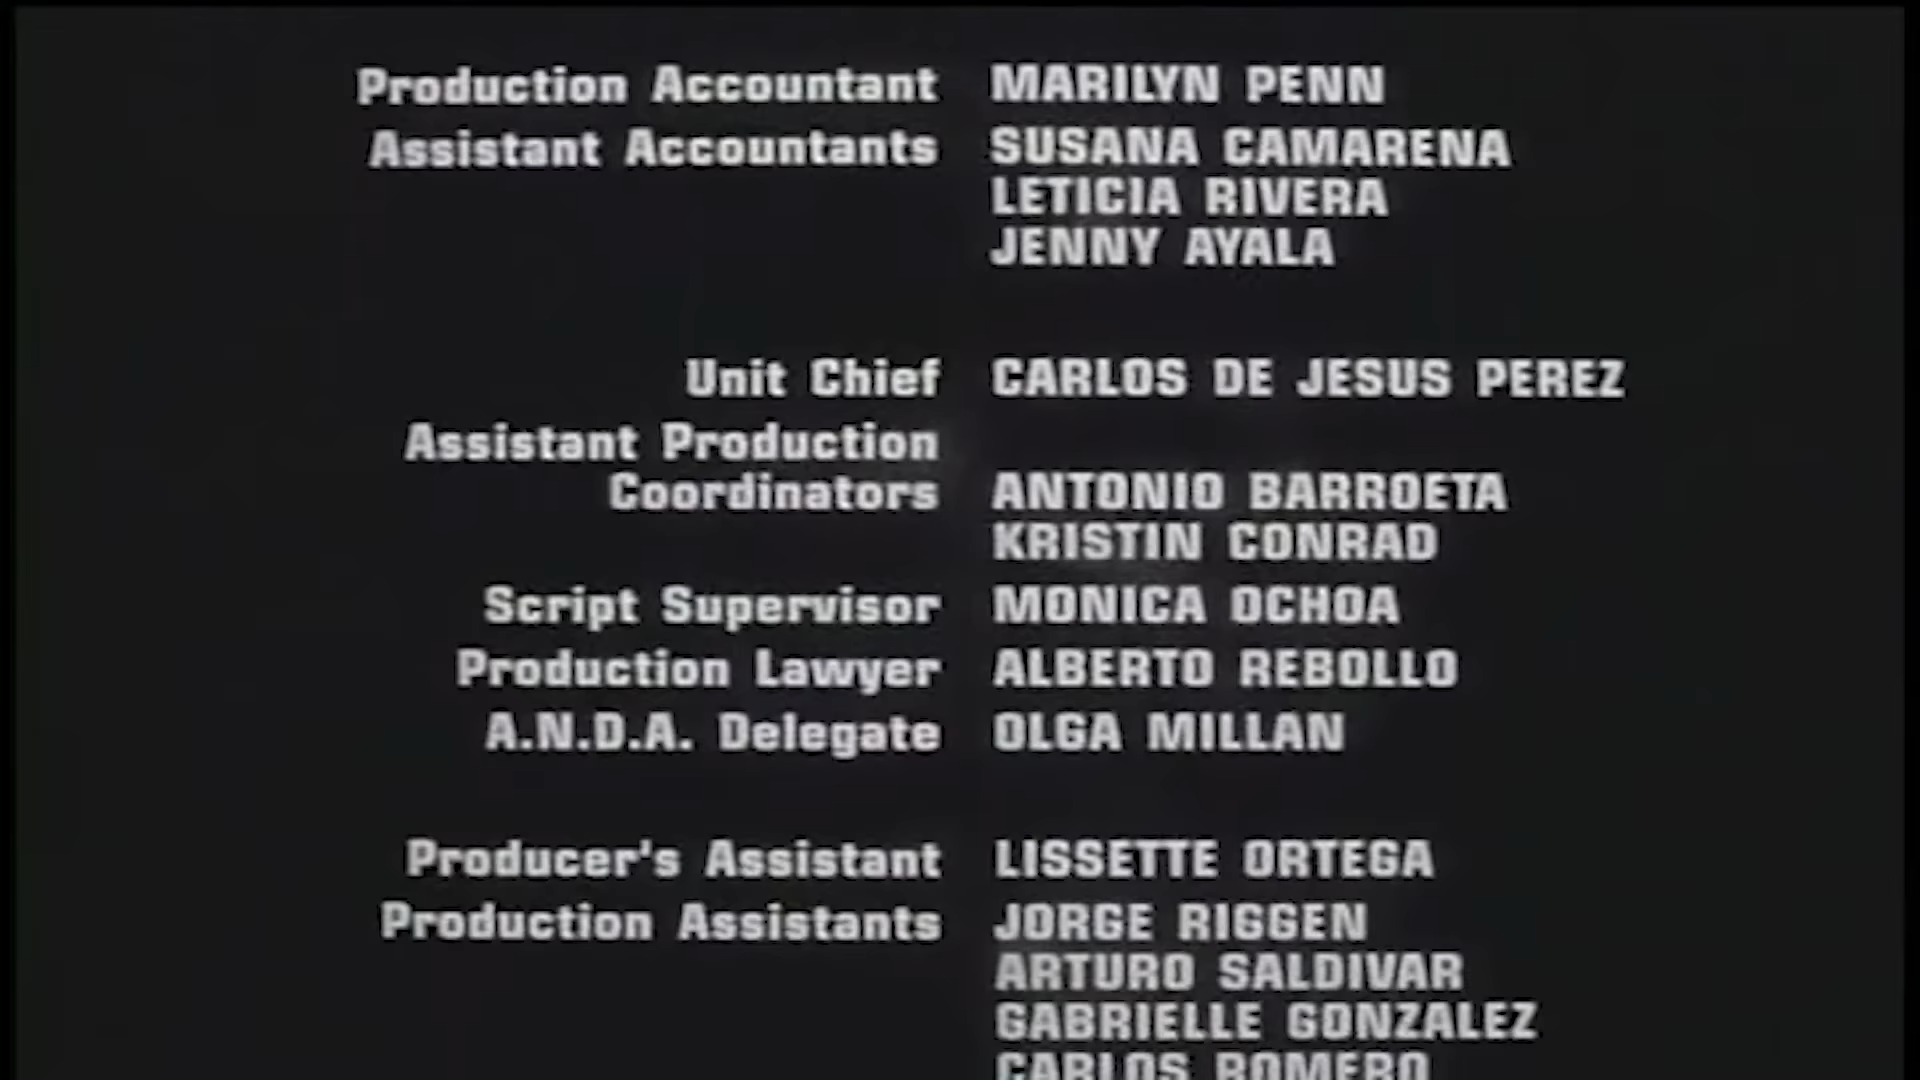 Production Accountant MARILYN PENN
Assistant Accountants SUSANA CAMARENA
LETICIA RIVERA
JENNY AYALA
Unit Chief CARLOS DE JESUS PEREZ
Assistant Production
Coordinators ANTONIO BARROETA
KRISTIN CONRAD
Script Supervisor MONICA OCHOA
Production Lawyer ALBERTO REBOLLO
A.N.D.A. Delegate OLGA MILLAN
Producer's Assistant LISSETTE ORTEGA
Production Assistants JORGE RIGGEN
ARTURO SALDIVAR
GABRIELLE GONZALEZ
CARLOS ROMERO